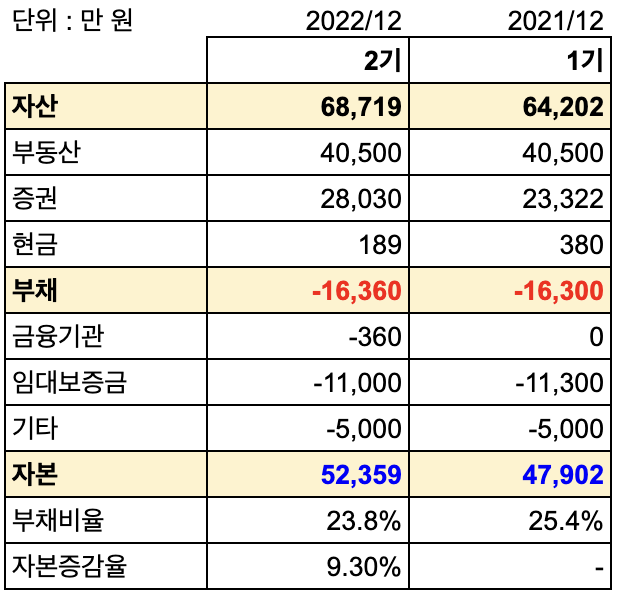 단위 : 만 원 2022/12 2021/12
2기 1기
자산 68,719 64,202
부동산 40,500 40,500
증권 28,030 23,322
현금 189 380
부채 -16,360 -16,300
금융기관 -360 0
임대보증금 -11,000 -11,300
기타 -5,000 -5,000
자본 52,359 47,902
부채비율 23.8% 25.4%
자본증감율 9.30% -